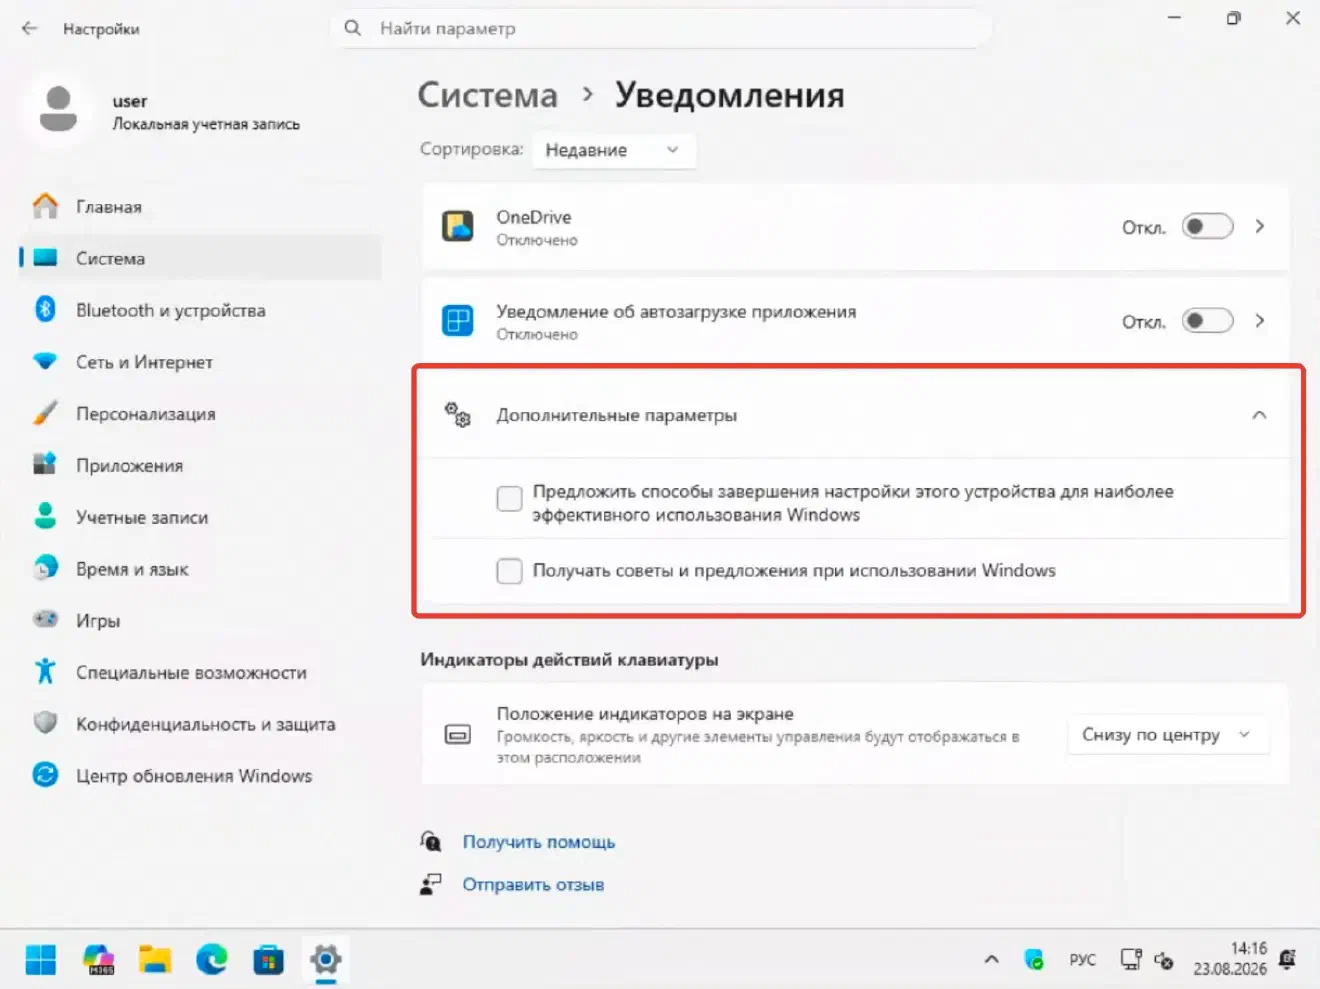 Настройки
Найти параметр
user
Локальная учетная запись
Главная
Система
Bluetooth и устройства
Сеть и Интернет
Персонализация
Приложения
Учетные записи
Время и язык
Игры
Специальные возможности
Конфиденциальность и защита
Центр обновления Windows
Система > Уведомления
Сортировка: Недавние
OneDrive
Отключено
Откл.
Уведомление об автозагрузке приложения
Отключено
Откл.
Дополнительные параметры
Предложить способы завершения настройки этого устройства для наиболее
эффективного использования Windows
Получать советы и предложения при использовании Windows
Индикаторы действий клавиатуры
Положение индикаторов на экране
Громкость, яркость и другие элементы управления будут отображаться в
этом расположении
Снизу по центру
Получить помощь
Отправить отзыв
M365
РУС
14:16
23.08.2026